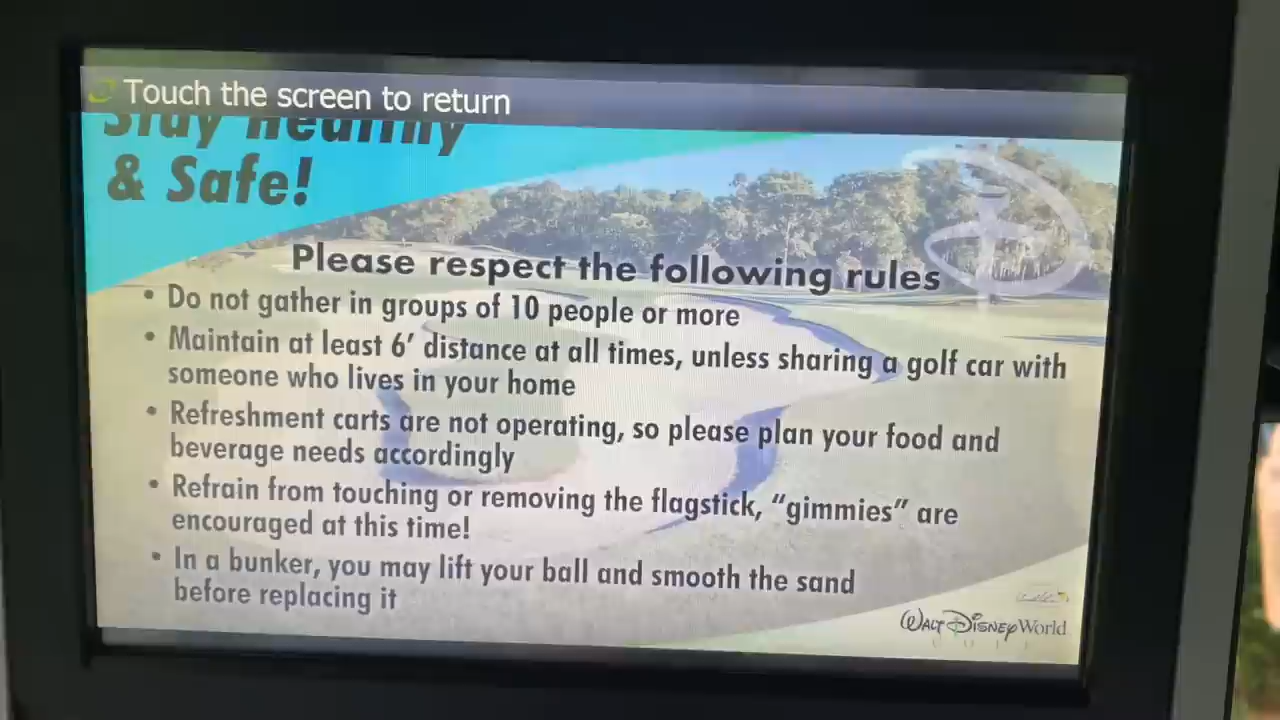 Touch the screen to return
Stay Healthy
& Safe!
Please respect the following rules
• Do not gather in groups of 10 people or more
• Maintain at least 6' distance at all times, unless sharing a golf car with
someone who lives in your home
• Refreshment carts are not operating, so please plan your food and
beverage needs accordingly
• Refrain from touching or removing the flagstick, “gimmies” are
encouraged at this time!
• In a bunker, you may lift your ball and smooth the sand
before replacing it
Walt Disney World